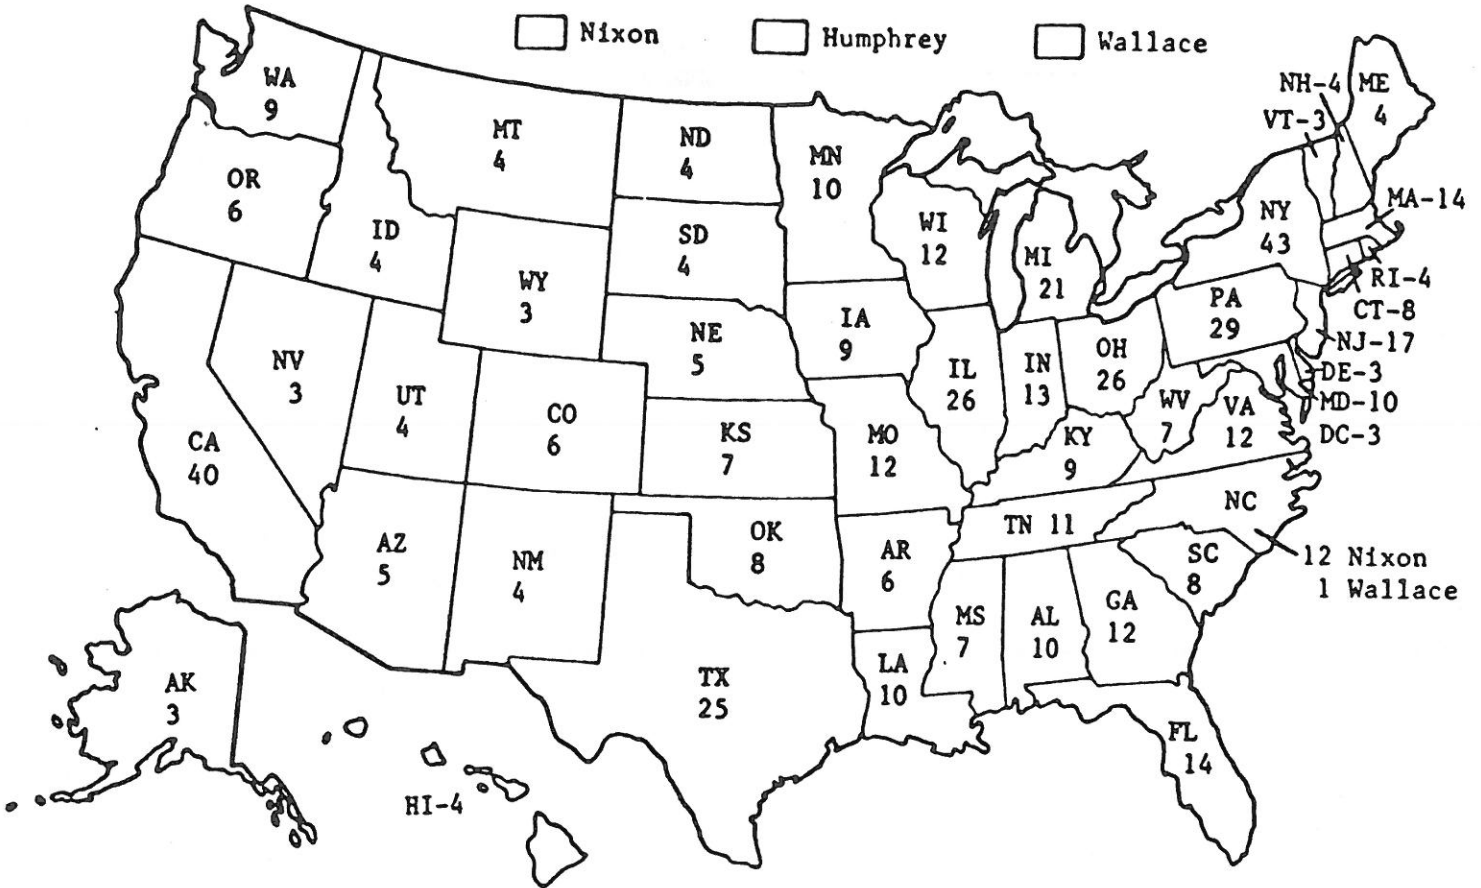 Nixon
Humphrey
Wallace
WA
9
MT
4
ND
4
MN
10
NH-4
ME
4
VT-3
OR
6
ID
4
WY
3
SD
4
WI
12
MI
21
NY
43
MA-14
RI-4
CT-8
NJ-17
DE-3
MD-10
DC-3
PA
29
NV
3
UT
4
CO
6
NE
5
IA
9
IL
26
IN
13
OH
26
WV
7
VA
12
CA
40
KS
7
MO
12
KY
9
AZ
5
NM
4
OK
8
AR
6
TN 11
NC
12 Nixon
1 Wallace
SC
8
MS
7
AL
10
GA
12
AK
3
TX
25
LA
10
FL
14
HI-4